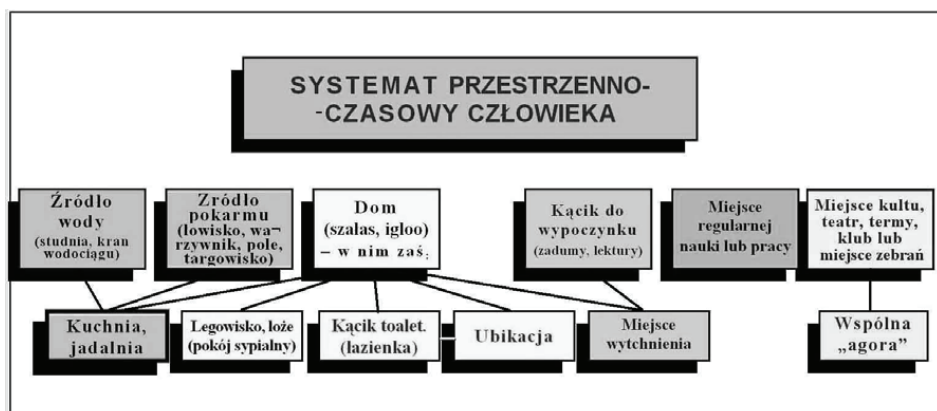 SYSTEMAT PRZESTRZENNO-
-CZASOWY CZŁOWIEKA
Źródło
wody
(studnia, kran
wodociągu)
Zródło
pokarmu
(łowisko, wa¬
rzywnik, pole,
targowisko)
Dom
(szałas, igloo)
– w nim zaś;
Kącik do
wypoczynku
(zadumy, lektury)
Miejsce
regularnej
nauki lub pracy
Miejsce kultu,
teatr, termy,
klub lub
miejsce zebrań
Kuchnia,
jadalnia
Legowisko, łoże
(pokój sypialny)
Kącik toalet.
(łazienka)
Ubikacja
Miejsce
wytchnienia
Wspólna
„agora”